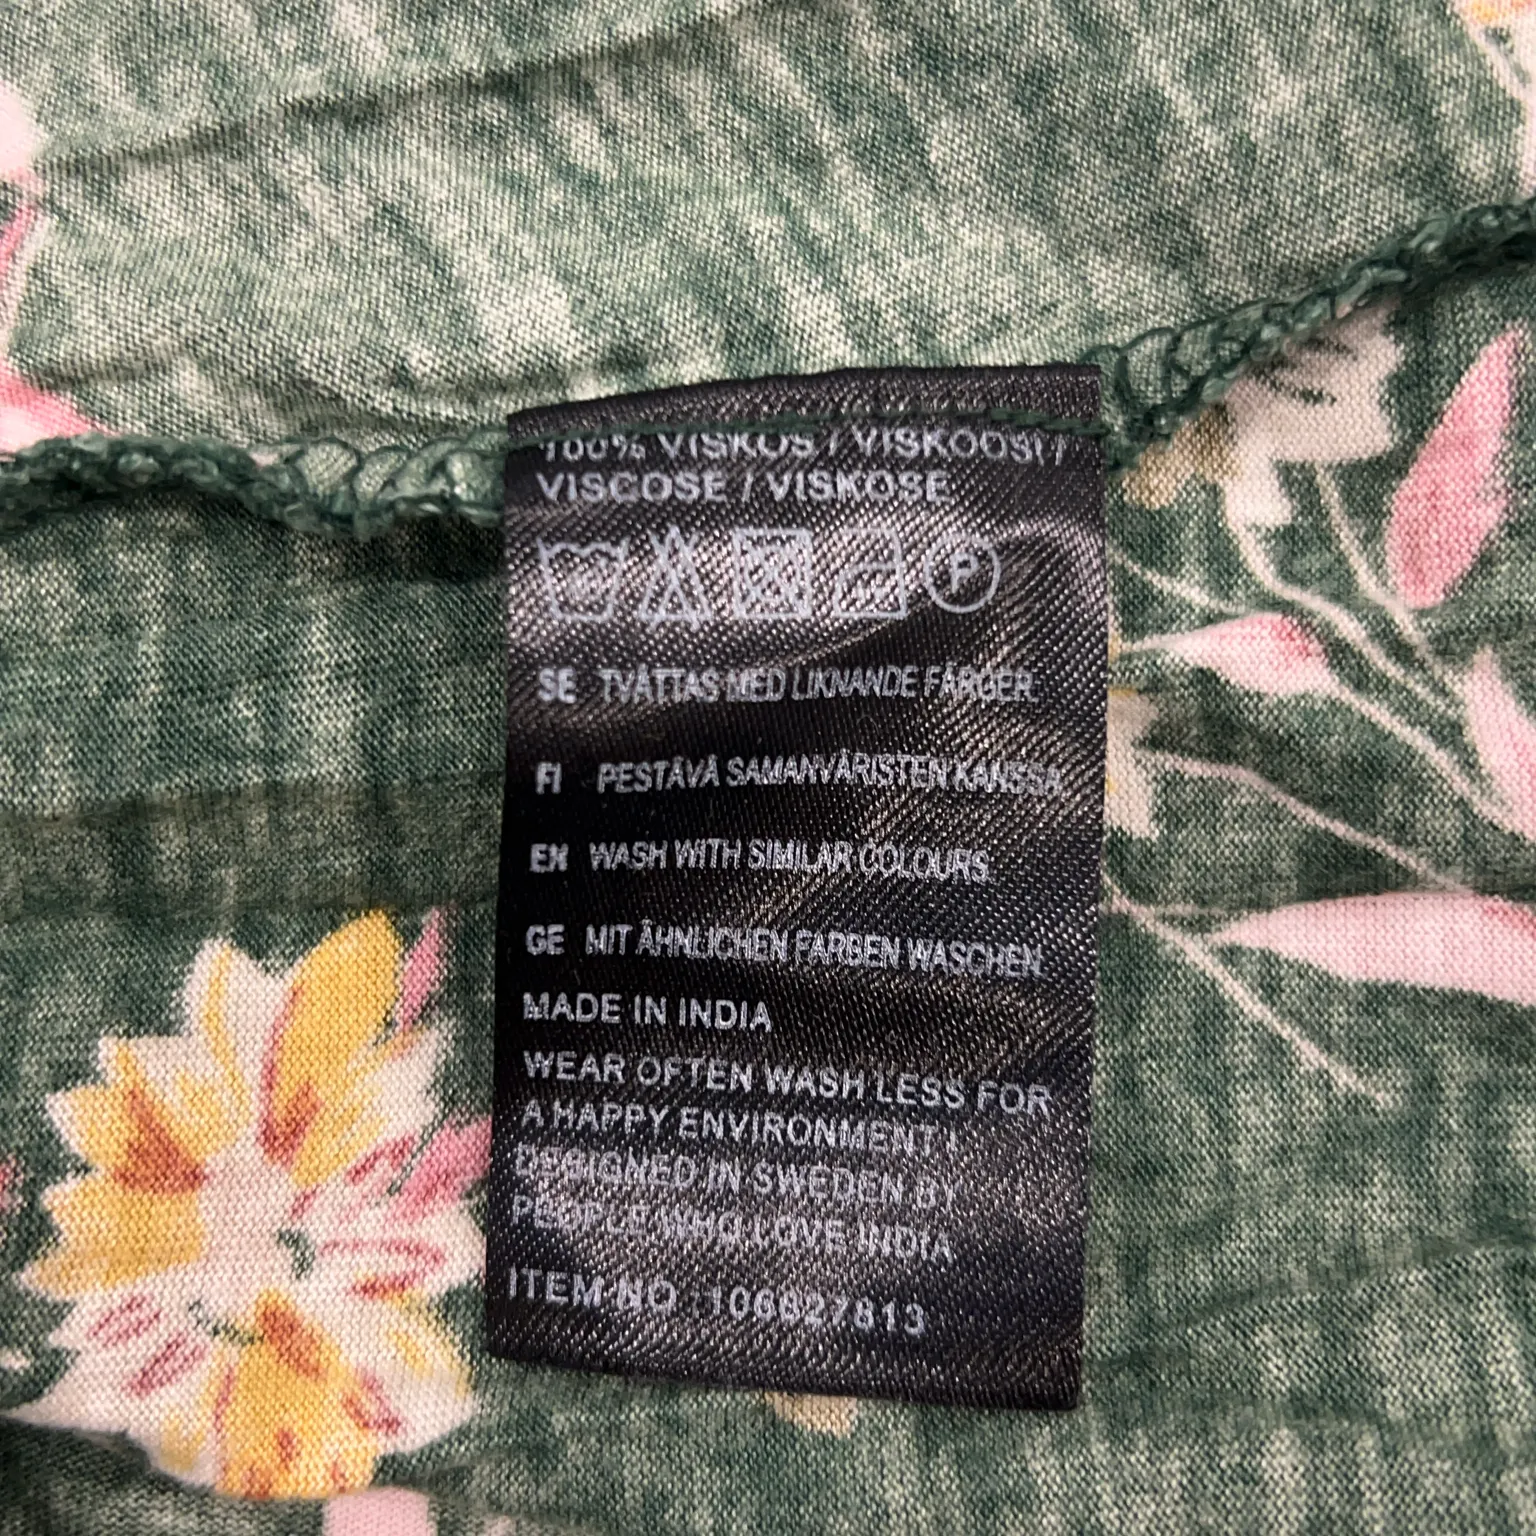 100% VISKOS / VISKOOSI /
VISCOSE / VISKOSE
P
SE TVÄTTAS MED LIKNANDE FÄRGER.
FI PESTÄVÄ SAMANVÄRISTEN KANSSA.
EN WASH WITH SIMILAR COLOURS.
GE MIT ÄHNLICHEN FARBEN WASCHEN.
MADE IN INDIA
WEAR OFTEN WASH LESS FOR
A HAPPY ENVIRONMENT !
DESIGNED IN SWEDEN BY
PEOPLE WHO LOVE INDIA
ITEM NO :